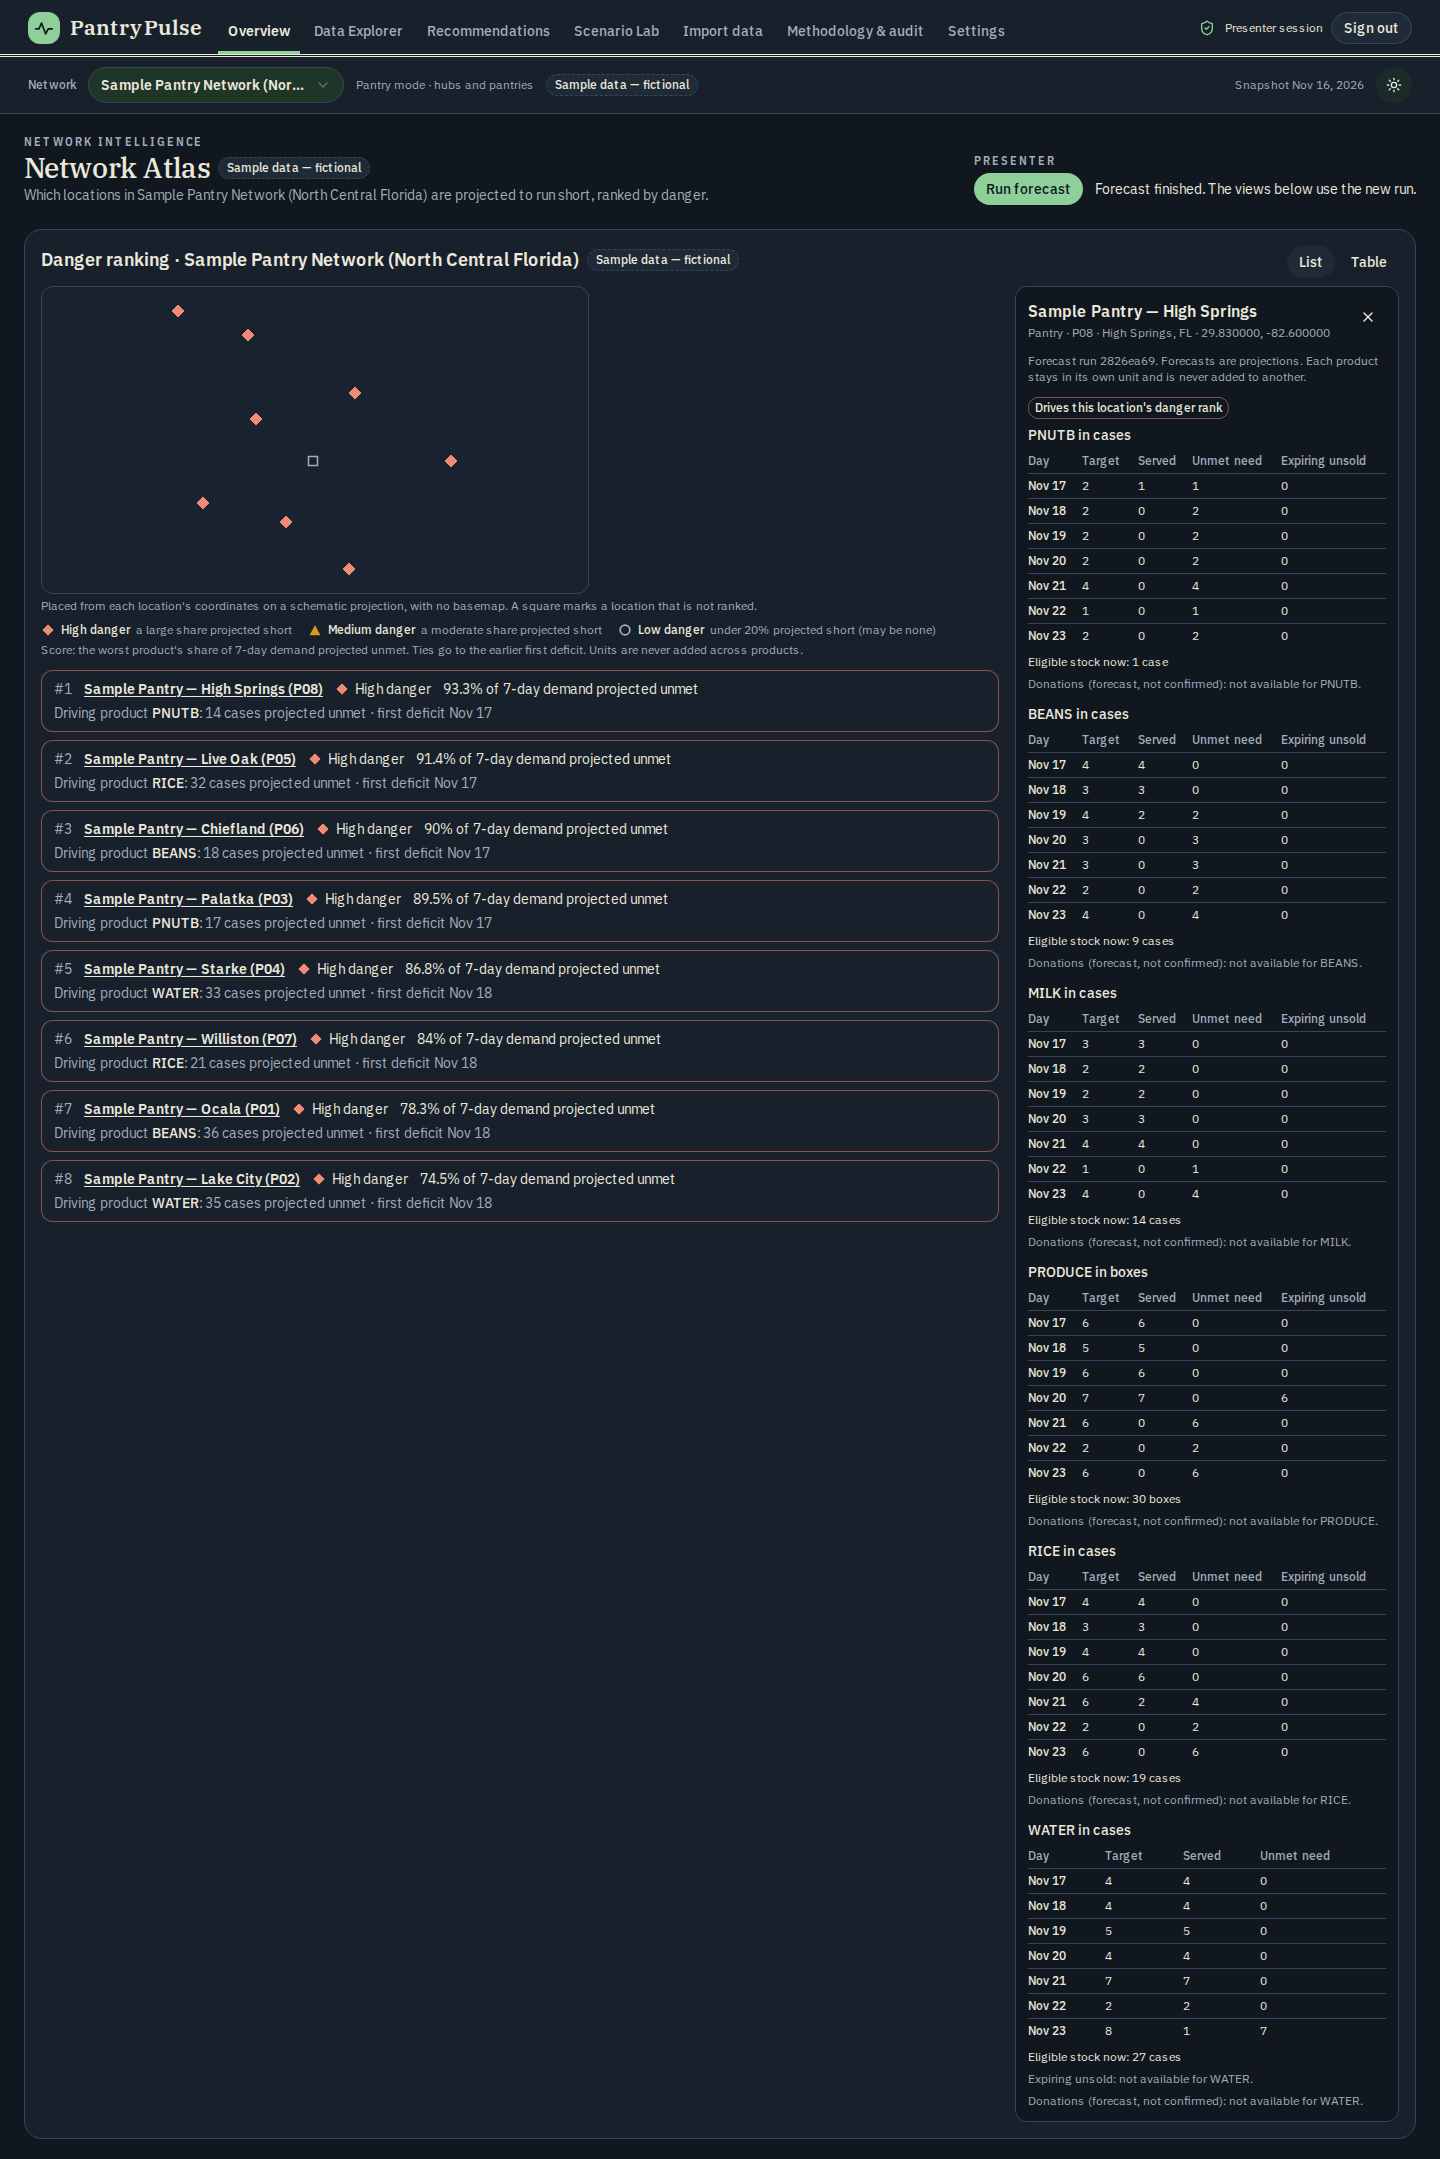 PantryPulse
Overview
Data Explorer
Recommendations
Scenario Lab
Import data
Methodology & audit
Settings
Presenter session
Sign out
Network
Sample Pantry Network (Nor...
Pantry mode · hubs and pantries
Sample data — fictional
Snapshot Nov 16, 2026
NETWORK INTELLIGENCE
Network Atlas Sample data — fictional
Which locations in Sample Pantry Network (North Central Florida) are projected to run short, ranked by danger.
PRESENTER
Run forecast Forecast finished. The views below use the new run.
Danger ranking · Sample Pantry Network (North Central Florida) Sample data — fictional
List Table
Placed from each location's coordinates on a schematic projection, with no basemap. A square marks a location that is not ranked.
High danger a large share projected short Medium danger a moderate share projected short Low danger under 20% projected short (may be none)
Score: the worst product's share of 7-day demand projected unmet. Ties go to the earlier first deficit. Units are never added across products.
#1 Sample Pantry — High Springs (P08) High danger 93.3% of 7-day demand projected unmet
Driving product PNUTB: 14 cases projected unmet · first deficit Nov 17
#2 Sample Pantry — Live Oak (P05) High danger 91.4% of 7-day demand projected unmet
Driving product RICE: 32 cases projected unmet · first deficit Nov 17
#3 Sample Pantry — Chiefland (P06) High danger 90% of 7-day demand projected unmet
Driving product BEANS: 18 cases projected unmet · first deficit Nov 17
#4 Sample Pantry — Palatka (P03) High danger 89.5% of 7-day demand projected unmet
Driving product PNUTB: 17 cases projected unmet · first deficit Nov 17
#5 Sample Pantry — Starke (P04) High danger 86.8% of 7-day demand projected unmet
Driving product WATER: 33 cases projected unmet · first deficit Nov 18
#6 Sample Pantry — Williston (P07) High danger 84% of 7-day demand projected unmet
Driving product RICE: 21 cases projected unmet · first deficit Nov 18
#7 Sample Pantry — Ocala (P01) High danger 78.3% of 7-day demand projected unmet
Driving product BEANS: 36 cases projected unmet · first deficit Nov 18
#8 Sample Pantry — Lake City (P02) High danger 74.5% of 7-day demand projected unmet
Driving product WATER: 35 cases projected unmet · first deficit Nov 18
Sample Pantry — High Springs
Pantry · P08 · High Springs, FL · 29.830000, -82.600000
Forecast run 2826ea69. Forecasts are projections. Each product
stays in its own unit and is never added to another.
Drives this location's danger rank
PNUTB in cases
Day Target Served Unmet need Expiring unsold
Nov 17 2 1 1 0
Nov 18 2 0 2 0
Nov 19 2 0 2 0
Nov 20 2 0 2 0
Nov 21 4 0 4 0
Nov 22 1 0 1 0
Nov 23 2 0 2 0
Eligible stock now: 1 case
Donations (forecast, not confirmed): not available for PNUTB.
BEANS in cases
Day Target Served Unmet need Expiring unsold
Nov 17 4 4 0 0
Nov 18 3 3 0 0
Nov 19 4 2 2 0
Nov 20 3 0 3 0
Nov 21 3 0 3 0
Nov 22 2 0 2 0
Nov 23 4 0 4 0
Eligible stock now: 9 cases
Donations (forecast, not confirmed): not available for BEANS.
MILK in cases
Day Target Served Unmet need Expiring unsold
Nov 17 3 3 0 0
Nov 18 2 2 0 0
Nov 19 2 2 0 0
Nov 20 3 3 0 0
Nov 21 4 4 0 0
Nov 22 1 0 1 0
Nov 23 4 0 4 0
Eligible stock now: 14 cases
Donations (forecast, not confirmed): not available for MILK.
PRODUCE in boxes
Day Target Served Unmet need Expiring unsold
Nov 17 6 6 0 0
Nov 18 5 5 0 0
Nov 19 6 6 0 0
Nov 20 7 7 0 6
Nov 21 6 0 6 0
Nov 22 2 0 2 0
Nov 23 6 0 6 0
Eligible stock now: 30 boxes
Donations (forecast, not confirmed): not available for PRODUCE.
RICE in cases
Day Target Served Unmet need Expiring unsold
Nov 17 4 4 0 0
Nov 18 3 3 0 0
Nov 19 4 4 0 0
Nov 20 6 6 0 0
Nov 21 6 2 4 0
Nov 22 2 0 2 0
Nov 23 6 0 6 0
Eligible stock now: 19 cases
Donations (forecast, not confirmed): not available for RICE.
WATER in cases
Day Target Served Unmet need
Nov 17 4 4 0
Nov 18 4 4 0
Nov 19 5 5 0
Nov 20 4 4 0
Nov 21 7 7 0
Nov 22 2 2 0
Nov 23 8 1 7
Eligible stock now: 27 cases
Expiring unsold: not available for WATER.
Donations (forecast, not confirmed): not available for WATER.